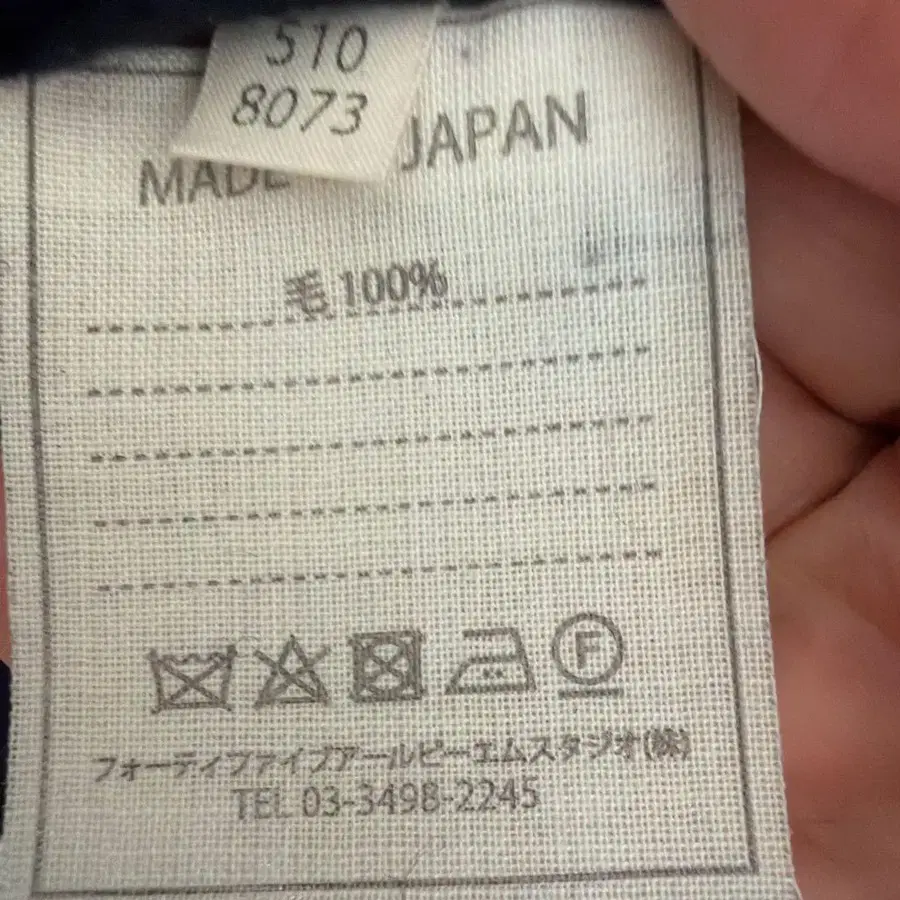 510
8073
MADE JAPAN
毛100%
F
フォーティファイブアールピーエムスタジオ(株)
TEL 03-3498-2245